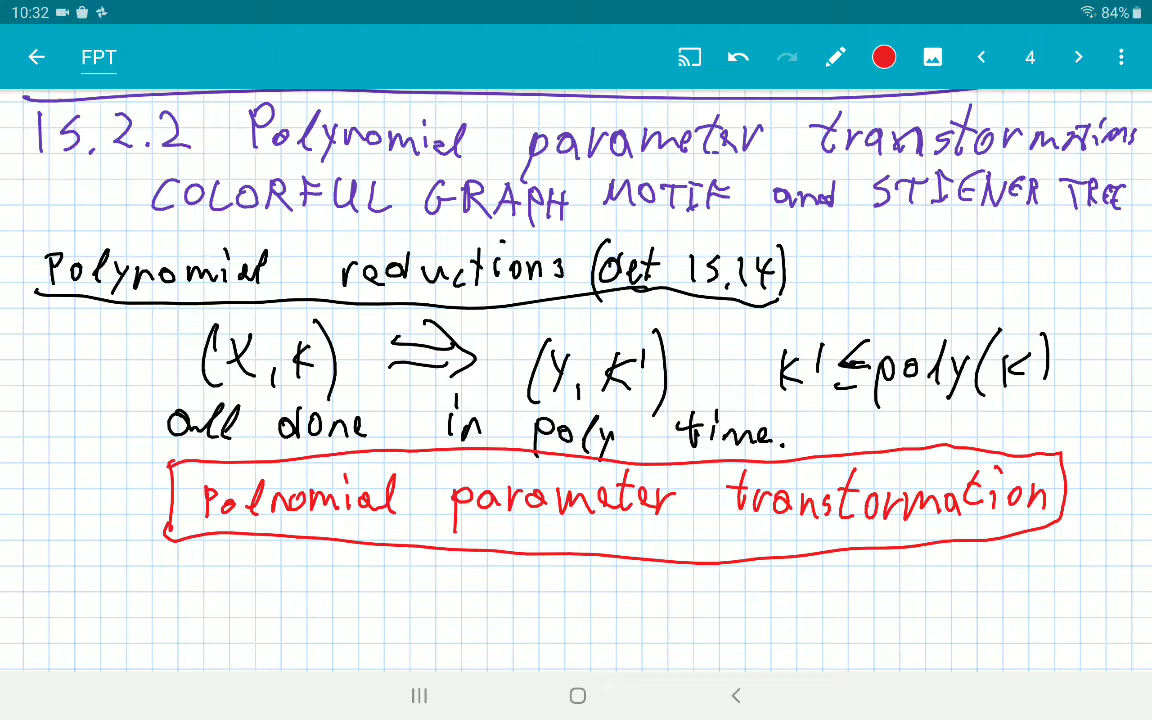 10:32 84%
FPT 4
15.2.2 Polynomial parameter transformations
COLORFUL GRAPH MOTIF and STIENER TREE
Polynomial reductions (def 15.14)
(X, K) ⇒ (Y, K') K' ≤ poly(K)
all done in poly time.
Polnomial parameter transformation